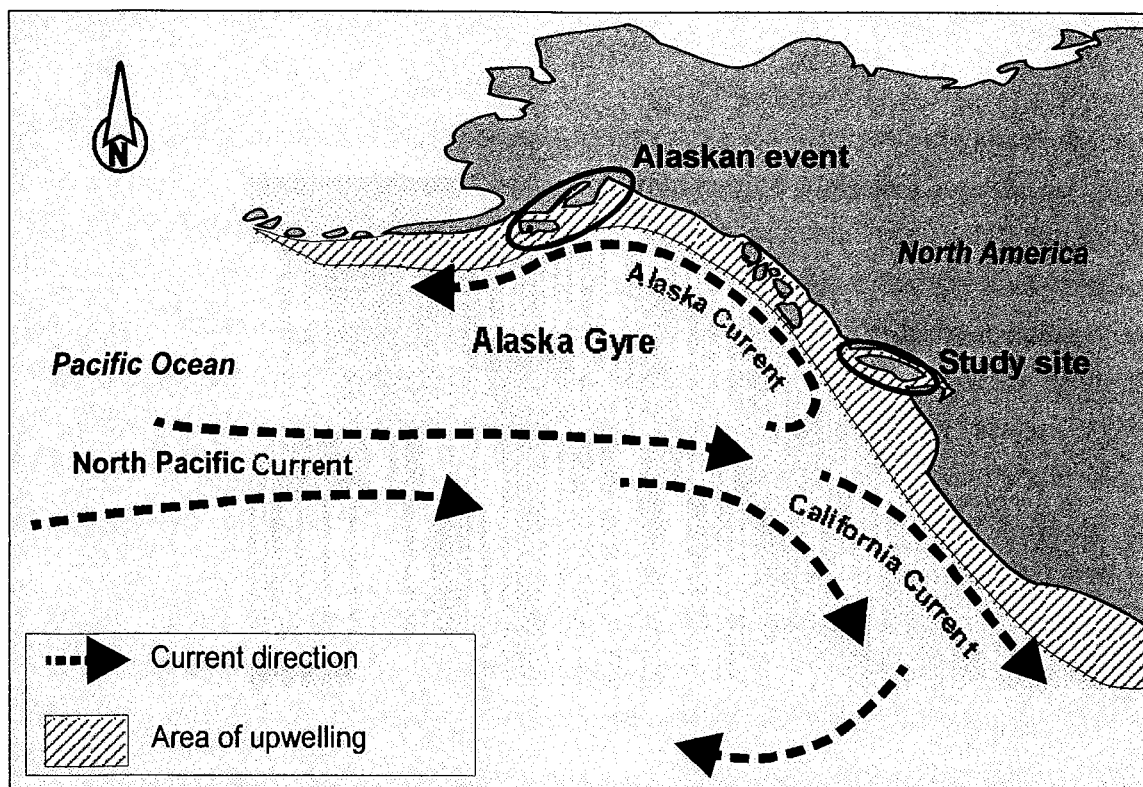 N
Alaskan event
North America
Alaska Current
Alaska Gyre
Study site
Pacific Ocean
North Pacific Current
California Current
Current direction
Area of upwelling